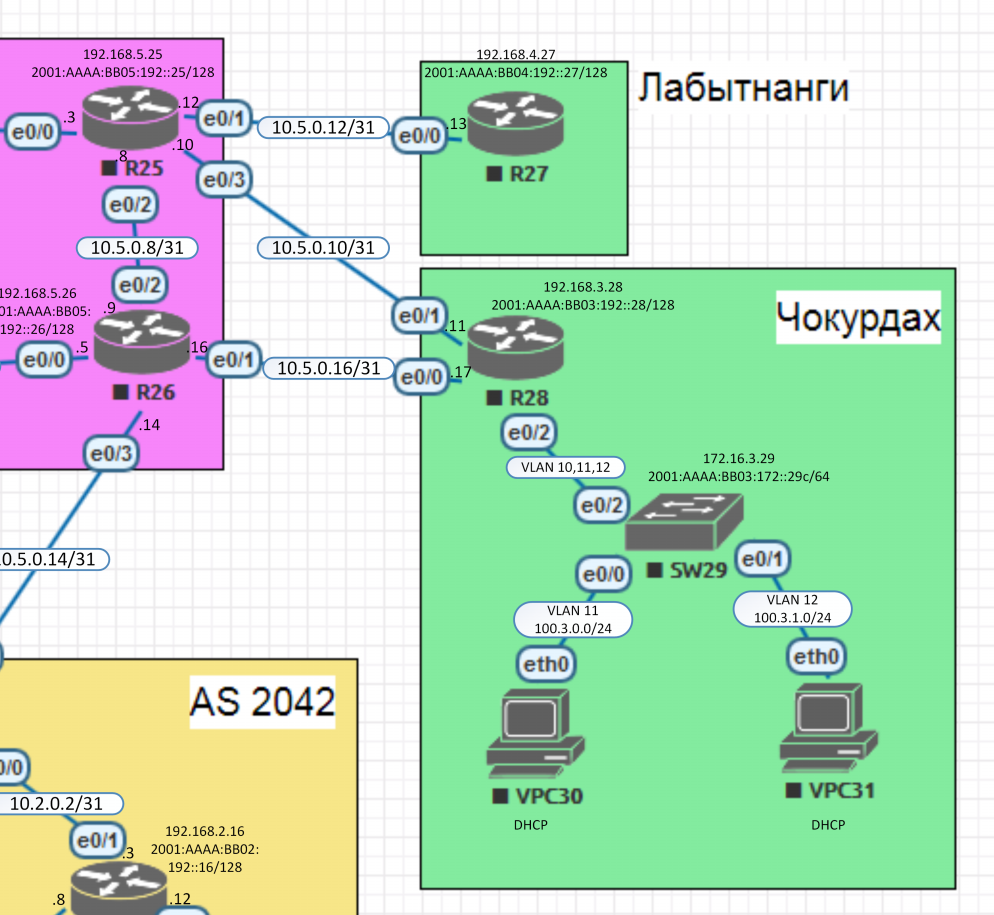 192.168.5.25
2001:AAAA:BB05:192::25/128
e0/0
.3
.12
e0/1
10.5.0.12/31
.10
.8
R25
e0/3
e0/2
10.5.0.8/31
10.5.0.10/31
e0/2
192.168.4.27
2001:AAAA:BB04:192::27/128
Лабытнанги
e0/0
.13
R27
192.168.5.26
01:AAAA:BB05:
192::26/128
.9
e0/0
.5
.16
e0/1
10.5.0.16/31
R26
.14
e0/3
0.5.0.14/31
192.168.3.28
2001:AAAA:BB03:192::28/128
Чокурдах
e0/1
.11
e0/0
.17
R28
e0/2
VLAN 10,11,12
172.16.3.29
2001:AAAA:BB03:172::29c/64
e0/2
SW29
e0/0
e0/1
VLAN 11
100.3.0.0/24
VLAN 12
100.3.1.0/24
eth0
eth0
VPC30
DHCP
VPC31
DHCP
AS 2042
0/0
10.2.0.2/31
e0/1
.3
192.168.2.16
2001:AAAA:BB02:
192::16/128
.8
.12